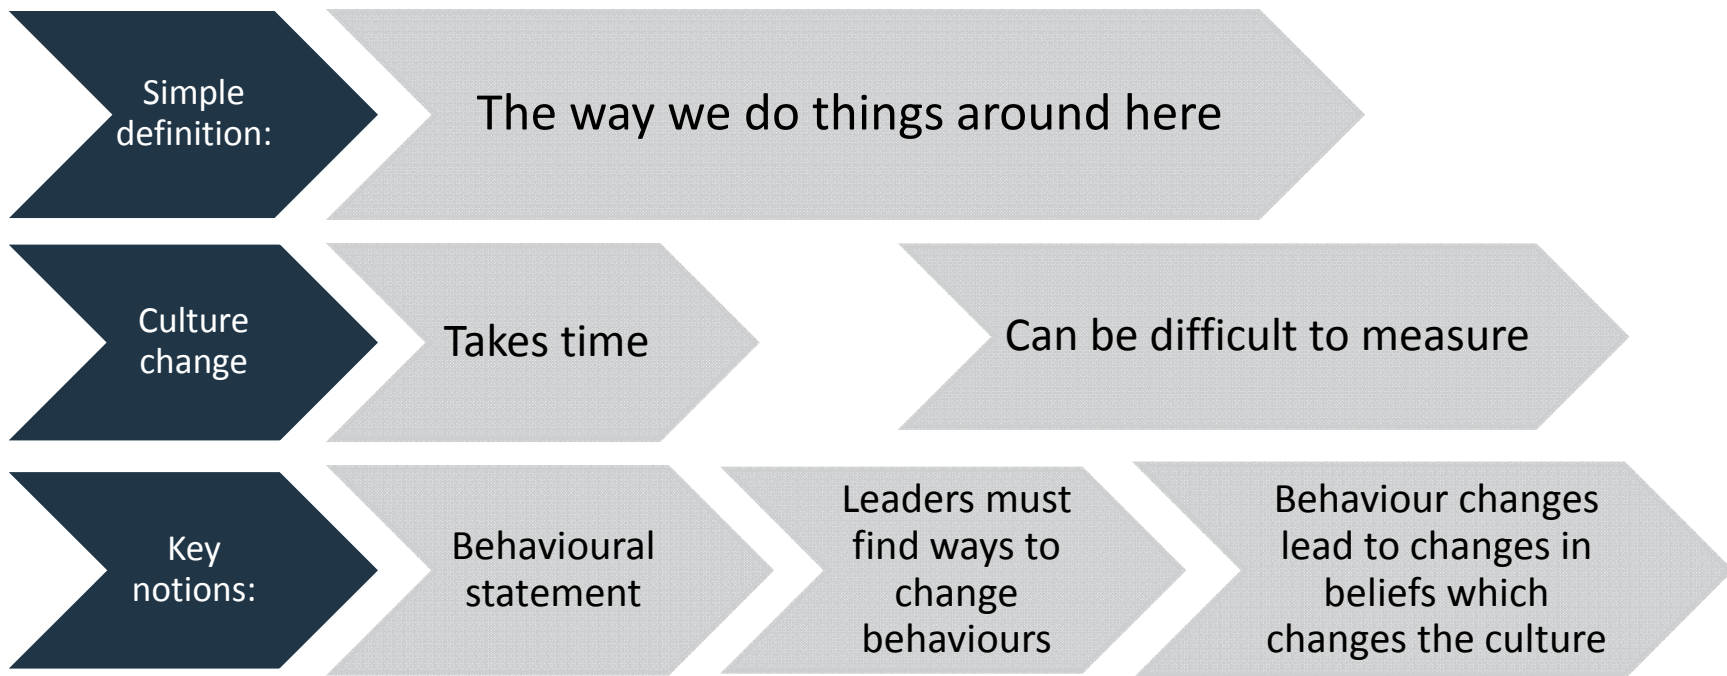 Simple
definition:
The way we do things around here
Culture
change
Takes time
Can be difficult to measure
Key
notions:
Behavioural
statement
Leaders must
find ways to
change
behaviours
Behaviour changes
lead to changes in
beliefs which
changes the culture